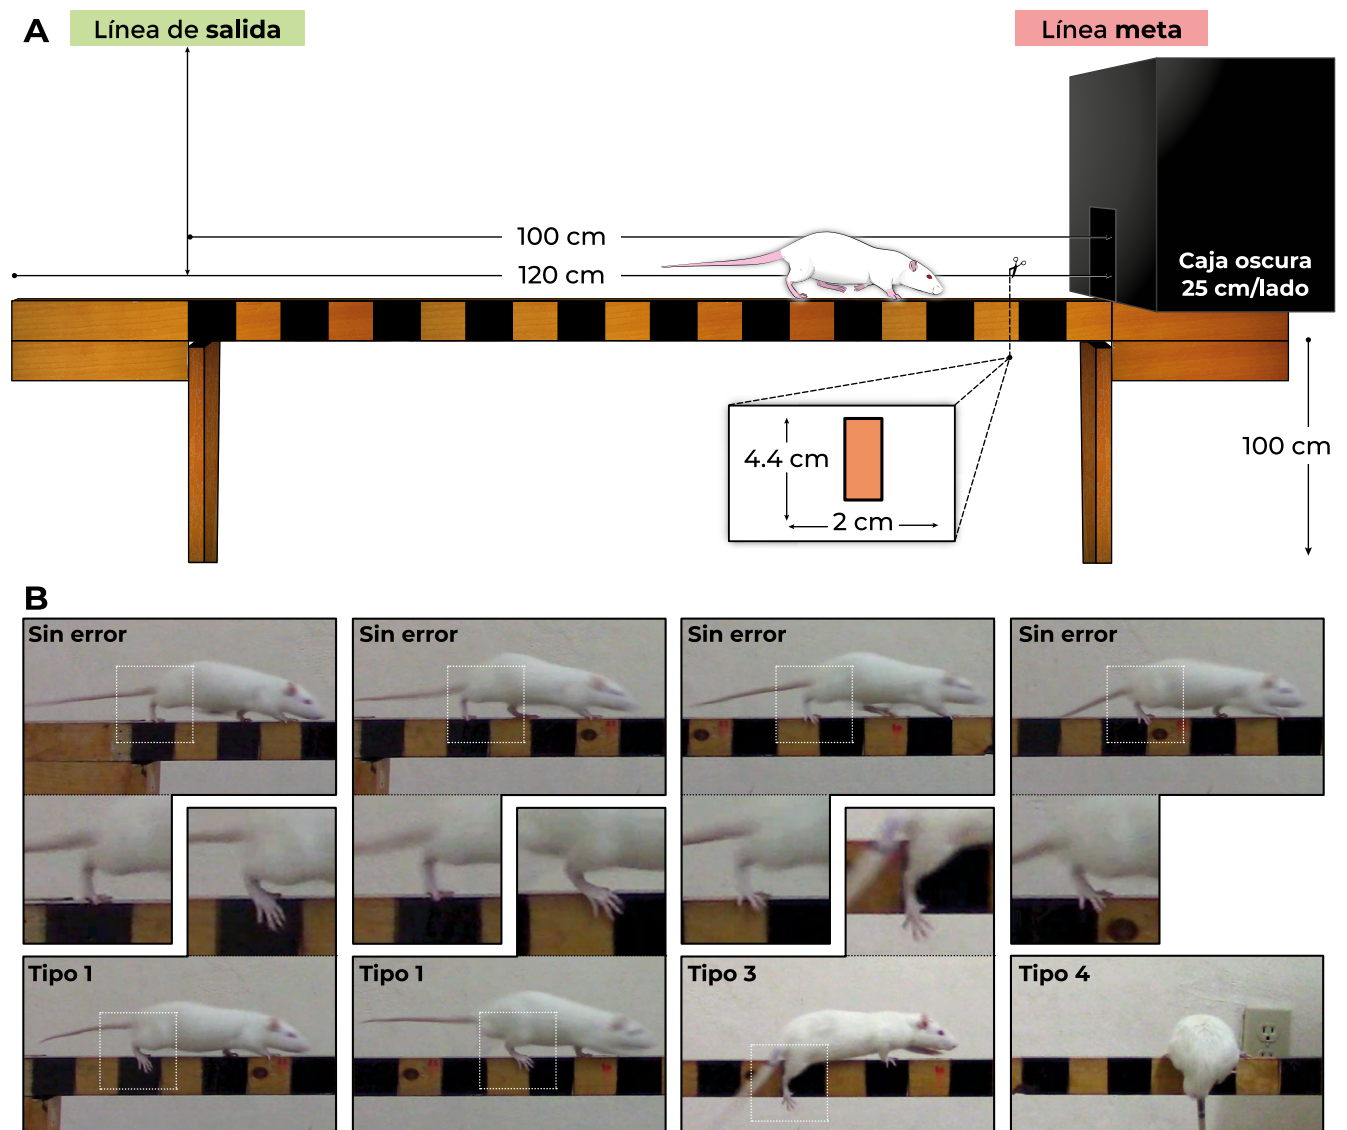 A
Línea de salida
Línea meta
100 cm
120 cm
Caja oscura
25 cm/lado
4.4 cm
2 cm
100 cm
B
Sin error
Sin error
Sin error
Sin error
Tipo 1
Tipo 1
Tipo 3
Tipo 4